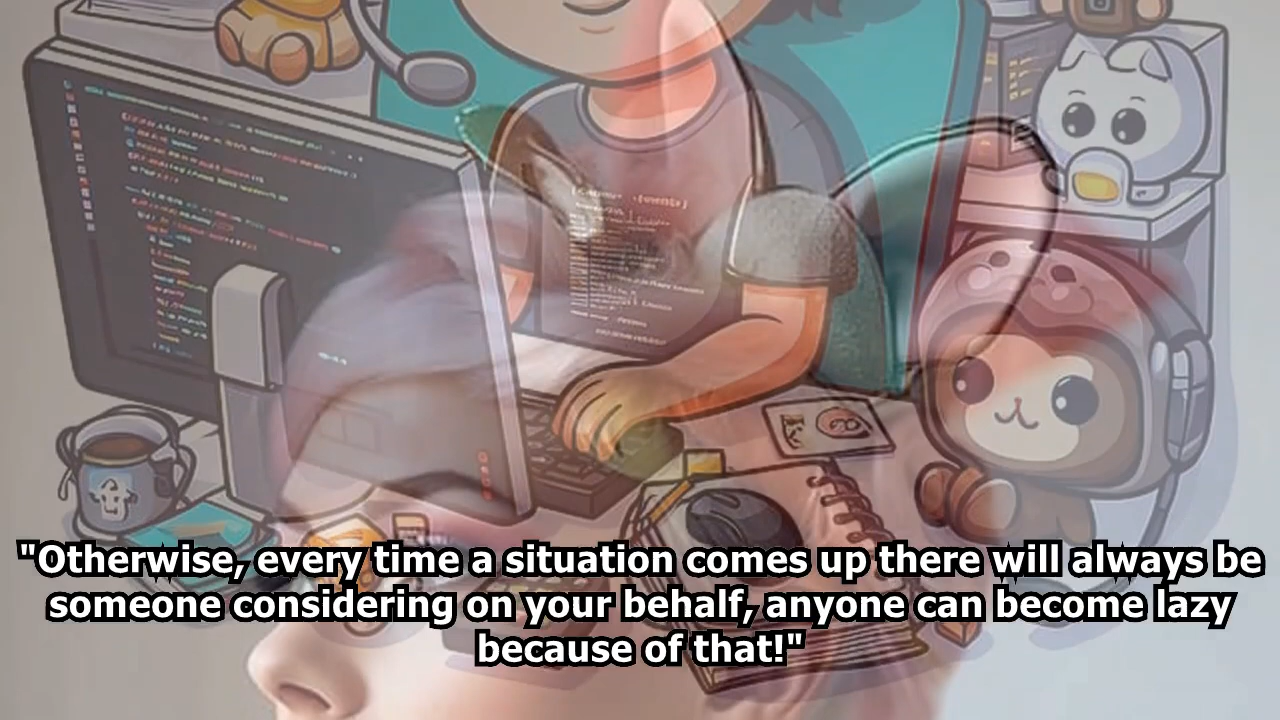 "Otherwise, every time a situation comes up there will always be
someone considering on your behalf, anyone can become lazy
because of that!"